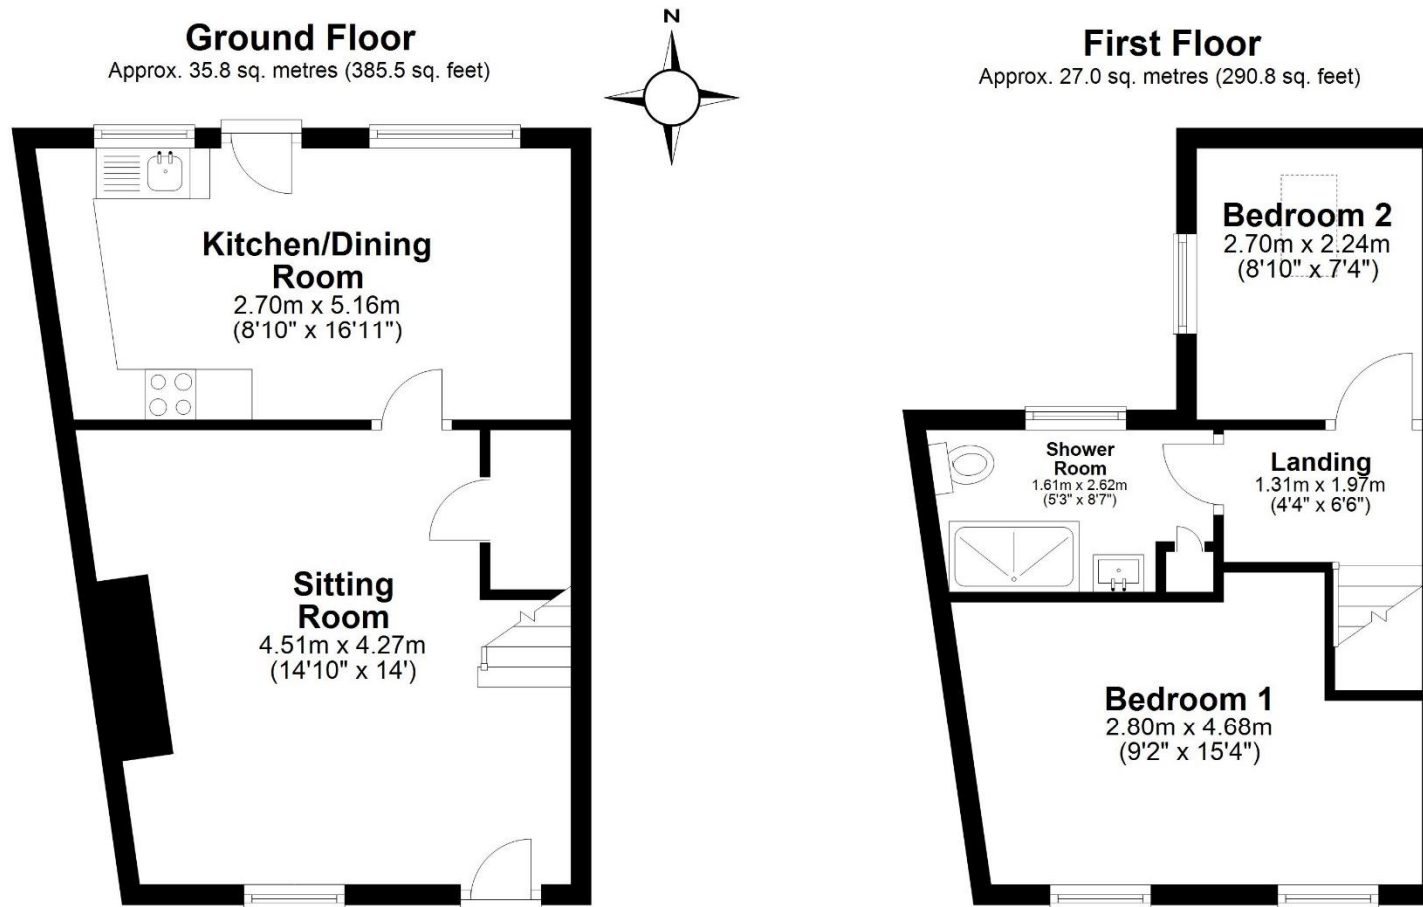 Ground Floor
Approx. 35.8 sq. metres (385.5 sq. feet)
N
First Floor
Approx. 27.0 sq. metres (290.8 sq. feet)
Kitchen/Dining
Room
2.70m x 5.16m
(8'10" x 16'11")
Sitting
Room
4.51m x 4.27m
(14'10" x 14')
Bedroom 2
2.70m x 2.24m
(8'10" x 7'4")
Shower
Room
1.61m x 2.62m
(5'3" x 8'7")
Landing
1.31m x 1.97m
(4'4" x 6'6")
Bedroom 1
2.80m x 4.68m
(9'2" x 15'4")